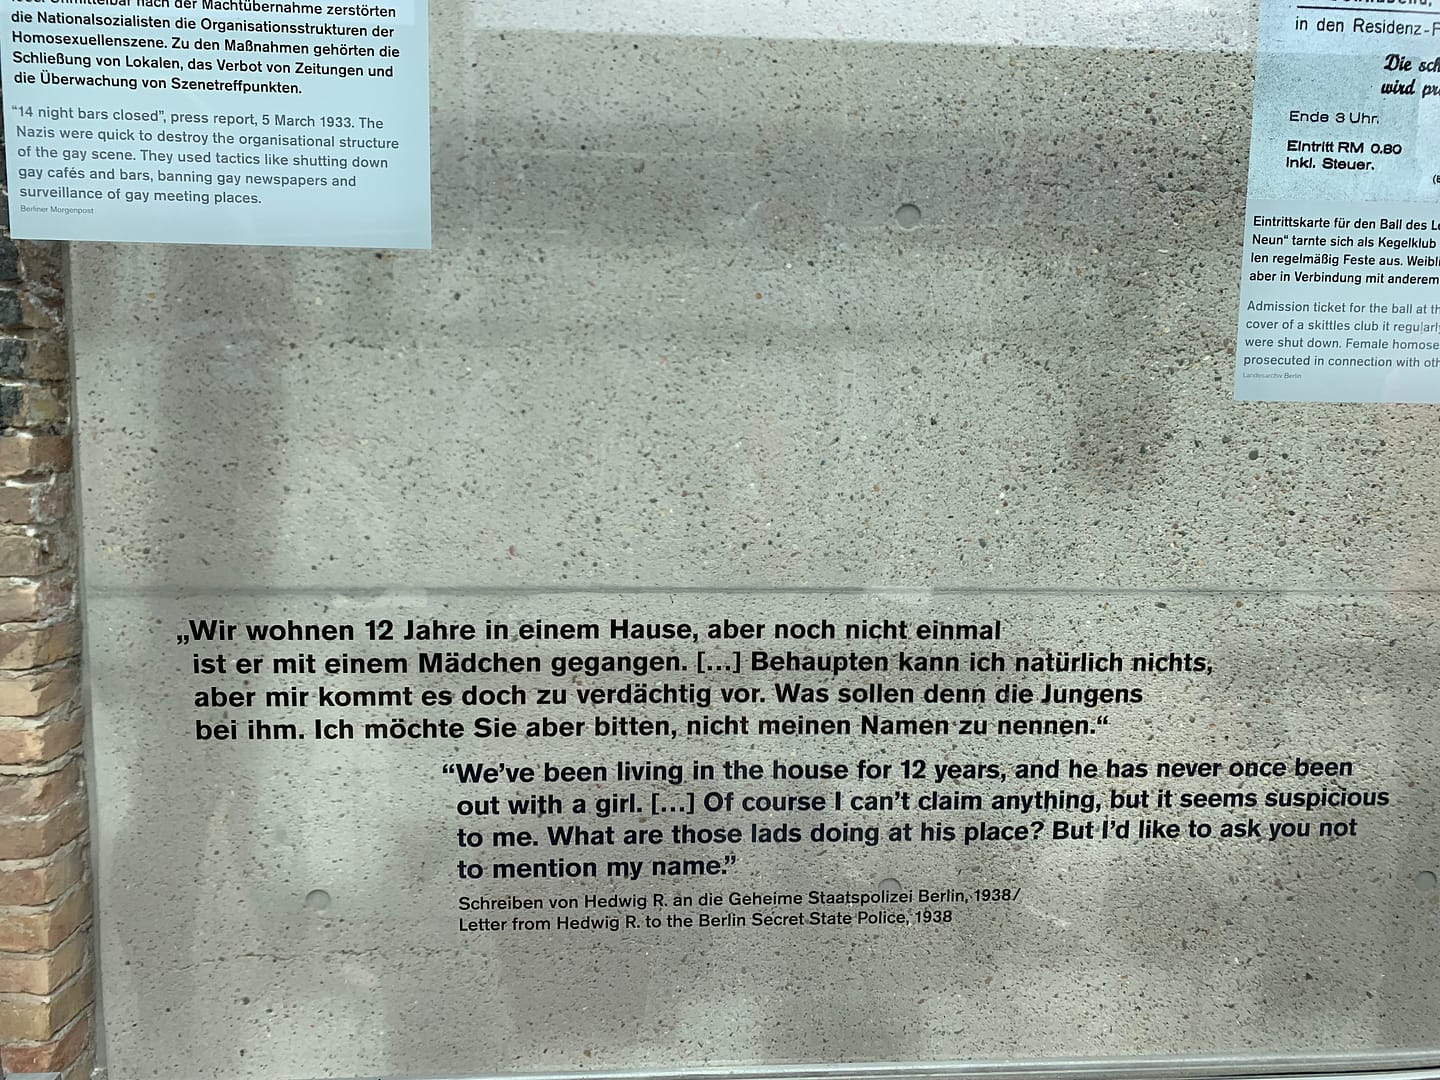 nach der Machtübernahme zerstörten
die Nationalsozialisten die Organisationsstrukturen der
Homosexuellenszene. Zu den Maßnahmen gehörten die
Schließung von Lokalen, das Verbot von Zeitungen und
die Überwachung von Szenetreffpunkten.
“14 night bars closed”, press report, 5 March 1933. The
Nazis were quick to destroy the organisational structure
of the gay scene. They used tactics like shutting down
gay cafés and bars, banning gay newspapers and
surveillance of gay meeting places.
Berliner Morgenpost
in den Residenz-F
Die sch
wird pr
Ende 3 Uhr.
Eintritt RM 0.80
Inkl. Steuer.
Eintrittskarte für den Ball des L
Neun“ tarnte sich als Kegelklub
len regelmäßig Feste aus. Weibl
aber in Verbindung mit anderem
Admission ticket for the ball at th
cover of a skittles club it regularly
were shut down. Female homose
prosecuted in connection with oth
Landesarchiv Berlin
„Wir wohnen 12 Jahre in einem Hause, aber noch nicht einmal
ist er mit einem Mädchen gegangen. [...] Behaupten kann ich natürlich nichts,
aber mir kommt es doch zu verdächtig vor. Was sollen denn die Jungens
bei ihm. Ich möchte Sie aber bitten, nicht meinen Namen zu nennen.“
“We’ve been living in the house for 12 years, and he has never once been
out with a girl. [...] Of course I can’t claim anything, but it seems suspicious
to me. What are those lads doing at his place? But I’d like to ask you not
to mention my name.”
Schreiben von Hedwig R. an die Geheime Staatspolizei Berlin, 1938/
Letter from Hedwig R. to the Berlin Secret State Police, 1938